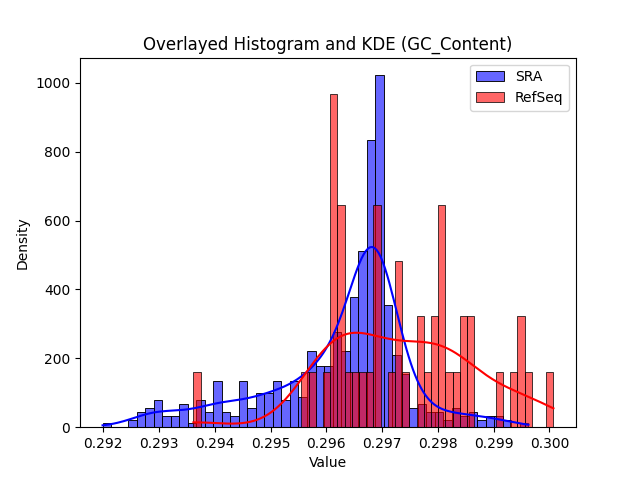 Overlayed Histogram and KDE (GC_Content)
SRA
RefSeq
1000
800
600
400
200
0
Density
0.292 0.293 0.294 0.295 0.296 0.297 0.298 0.299 0.300
Value